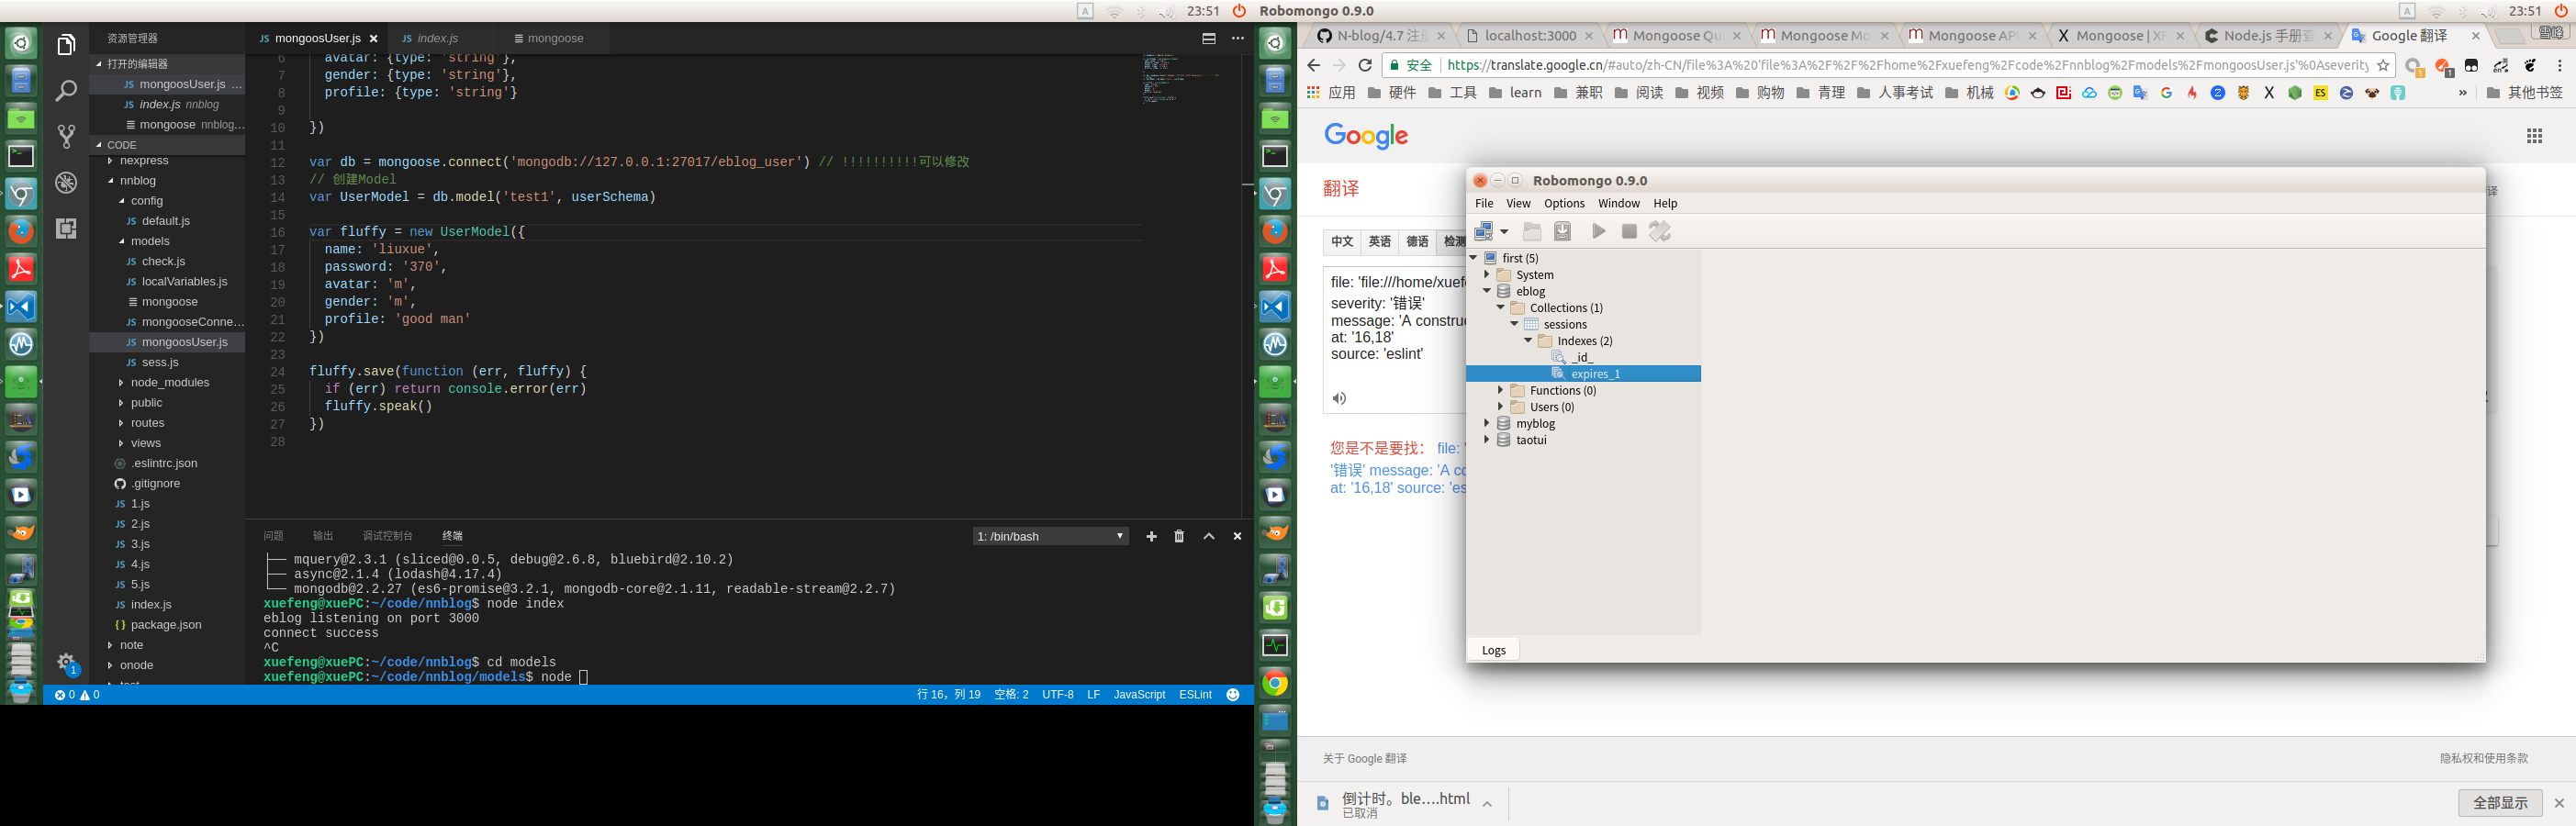 23:51
Robomongo 0.9.0
23:51
资源管理器
打开的编辑器
mongoosUser.js ...
index.js nnblog
mongoose nnblog...
CODE
nexpress
nnblog
config
default.js
models
check.js
localVariables.js
mongoose
mongooseConne...
mongoosUser.js
sess.js
node_modules
public
routes
views
.eslintrc.json
.gitignore
1.js
2.js
3.js
4.js
5.js
index.js
package.json
note
onode
mongoosUser.js
index.js
mongoose
6 avatar: {type: 'string'},
7 gender: {type: 'string'},
8 profile: {type: 'string'}
9
10 })
11
12 var db = mongoose.connect('mongodb://127.0.0.1:27017/eblog_user') // !!!!!!!!!!可以修改
13 // 创建Model
14 var UserModel = db.model('test1', userSchema)
15
16 var fluffy = new UserModel({
17 name: 'liuxue',
18 password: '370',
19 avatar: 'm',
20 gender: 'm',
21 profile: 'good man'
22 })
23
24 fluffy.save(function (err, fluffy) {
25 if (err) return console.error(err)
26 fluffy.speak()
27 })
28
问题 输出 调试控制台 终端
1: /bin/bash
├── mquery@2.3.1 (sliced@0.0.5, debug@2.6.8, bluebird@2.10.2)
├── async@2.1.4 (lodash@4.17.4)
└── mongodb@2.2.27 (es6-promise@3.2.1, mongodb-core@2.1.11, readable-stream@2.2.7)
xuefeng@xuePC:~/code/nnblog$ node index
eblog listening on port 3000
connect success
^C
xuefeng@xuePC:~/code/nnblog$ cd models
xuefeng@xuePC:~/code/nnblog/models$ node
0 0
行 16，列 19 空格: 2 UTF-8 LF JavaScript ESLint
N-blog/4.7 注册
localhost:3000
Mongoose Qui
Mongoose Mo
Mongoose API
Mongoose | XF
Node.js 手册查
Google 翻译
雪峰
安全 https://translate.google.cn/#auto/zh-CN/file%3A%20'file%3A%2F%2F%2Fhome%2Fxuefeng%2Fcode%2Fnnblog%2Fmodels%2FmongoosUser.js'%0Aseverity
应用 硬件 工具 learn 兼职 阅读 视频 购物 青理 人事考试 机械 » 其他书签
Google
翻译
中文 英语 德语 检测
file: 'file:///home/xuef
severity: '错误'
message: 'A constru
at: '16,18'
source: 'eslint'
您是不是要找： file: '
'错误' message: 'A co
at: '16,18' source: 'es
Robomongo 0.9.0
File View Options Window Help
first (5)
System
eblog
Collections (1)
sessions
Indexes (2)
_id_
expires_1
Functions (0)
Users (0)
myblog
taotui
Logs
关于 Google 翻译
隐私权和使用条款
倒计时。ble....html
已取消
全部显示